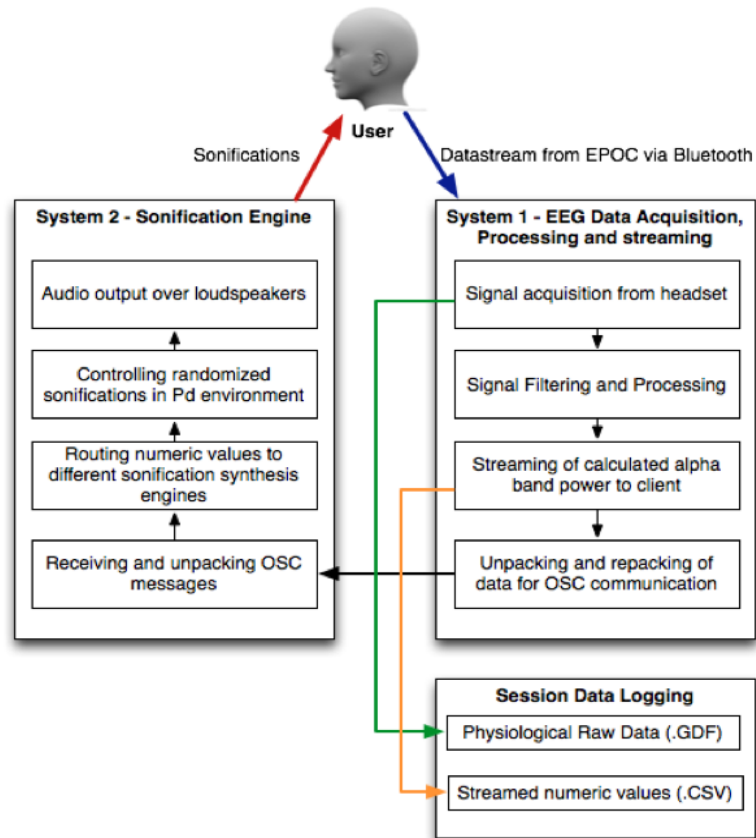 User
Sonifications
Datastream from EPOC via Bluetooth
System 2 - Sonification Engine
Audio output over loudspeakers
Controlling randomized
sonifications in Pd environment
Routing numeric values to
different sonification synthesis
engines
Receiving and unpacking OSC
messages
System 1 - EEG Data Acquisition,
Processing and streaming
Signal acquisition from headset
Signal Filtering and Processing
Streaming of calculated alpha
band power to client
Unpacking and repacking of
data for OSC communication
Session Data Logging
Physiological Raw Data (.GDF)
Streamed numeric values (.CSV)